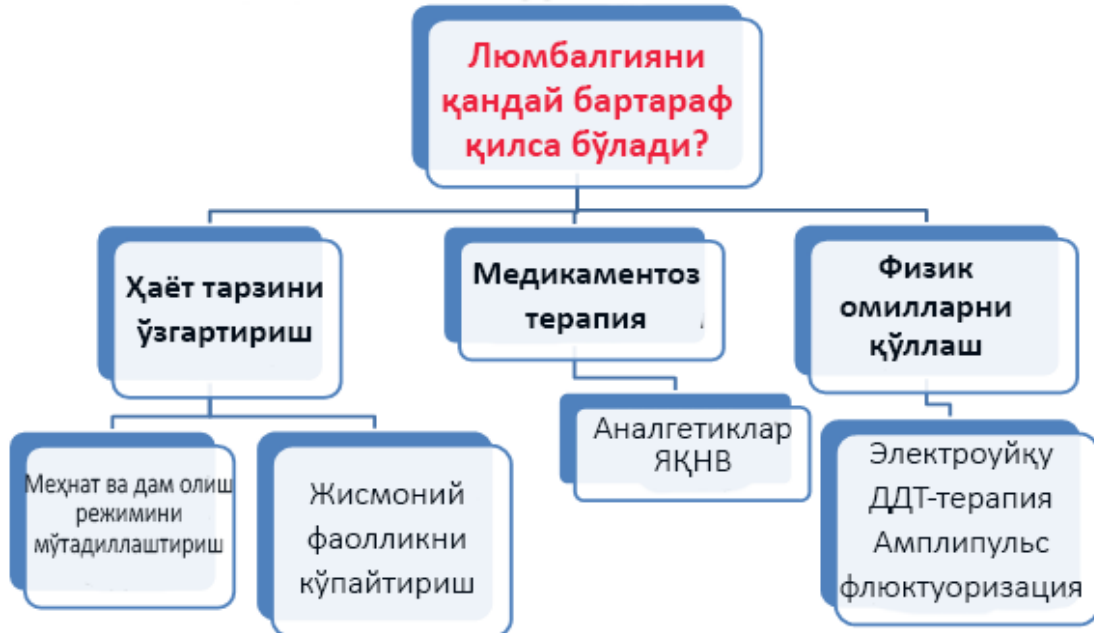 Люмбалгияни
қандай бартараф
қилса бўлади?
Ҳаёт тарзини
ўзгартириш
Медикаментоз
терапия
Физик
омилларни
қўллаш
Меҳнат ва дам олиш
режимини
мўтадиллаштириш
Жисмоний
фаолликни
кўпайтириш
Аналгетиклар
ЯҚНВ
Электроуйқу
ДДТ-терапия
Амплипульс
флюктуоризация